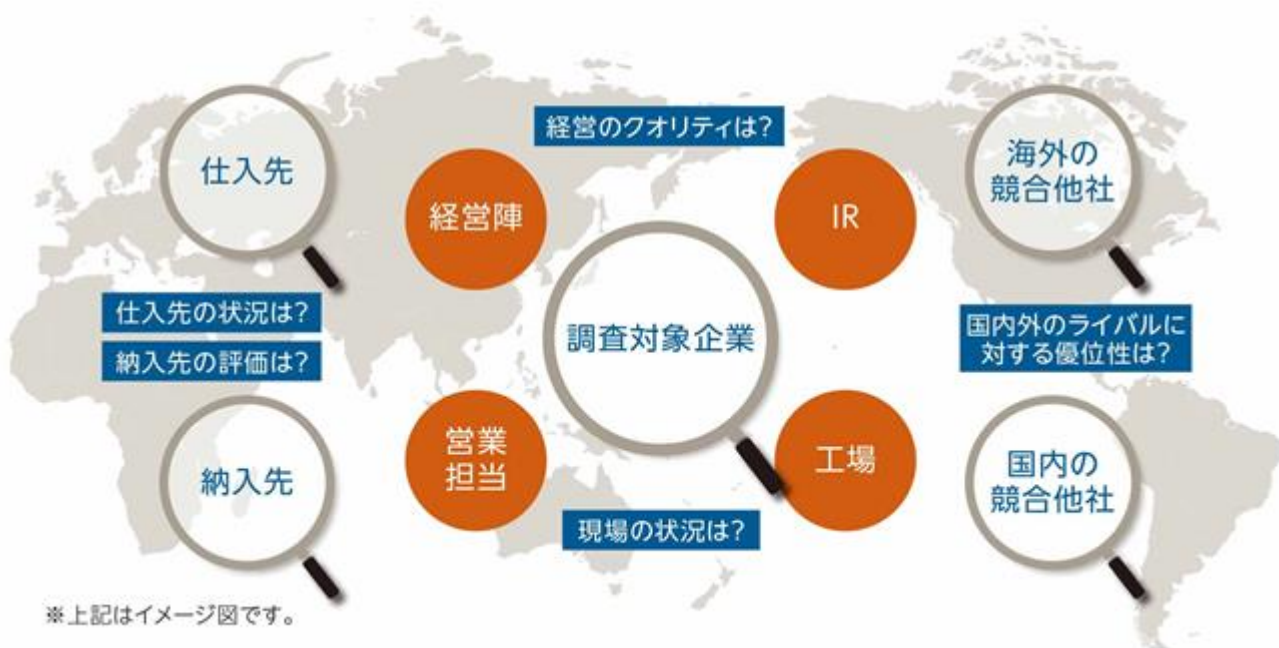 経営のクオリティは?
仕入先
経営陣
IR
海外の
競合他社
仕入先の状況は?
納入先の評価は?
調査対象企業
国内外のライバルに
対する優位性は?
納入先
営業
担当
工場
国内の
競合他社
現場の状況は?
※上記はイメージ図です。